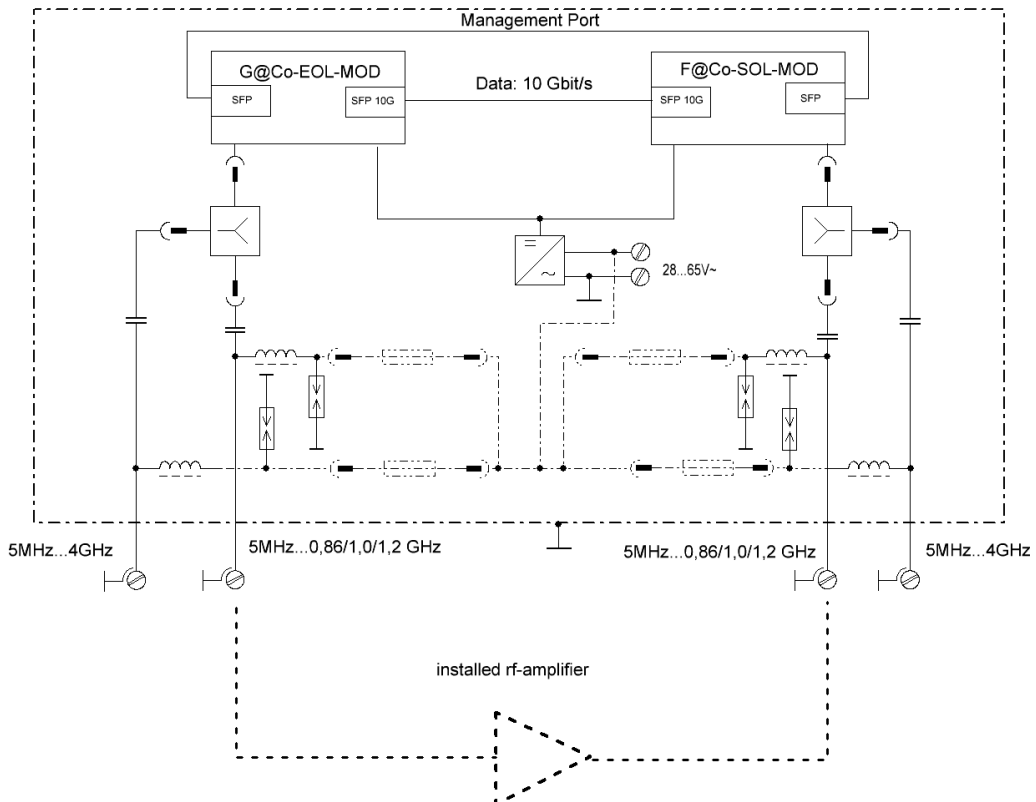 Management Port
G@Co-EOL-MOD
F@Co-SOL-MOD
SFP
SFP 10G
Data: 10 Gbit/s
SFP 10G
SFP
28...65V~
5MHz...4GHz
5MHz...0,86/1,0/1,2 GHz
5MHz...0,86/1,0/1,2 GHz
5MHz...4GHz
installed rf-amplifier